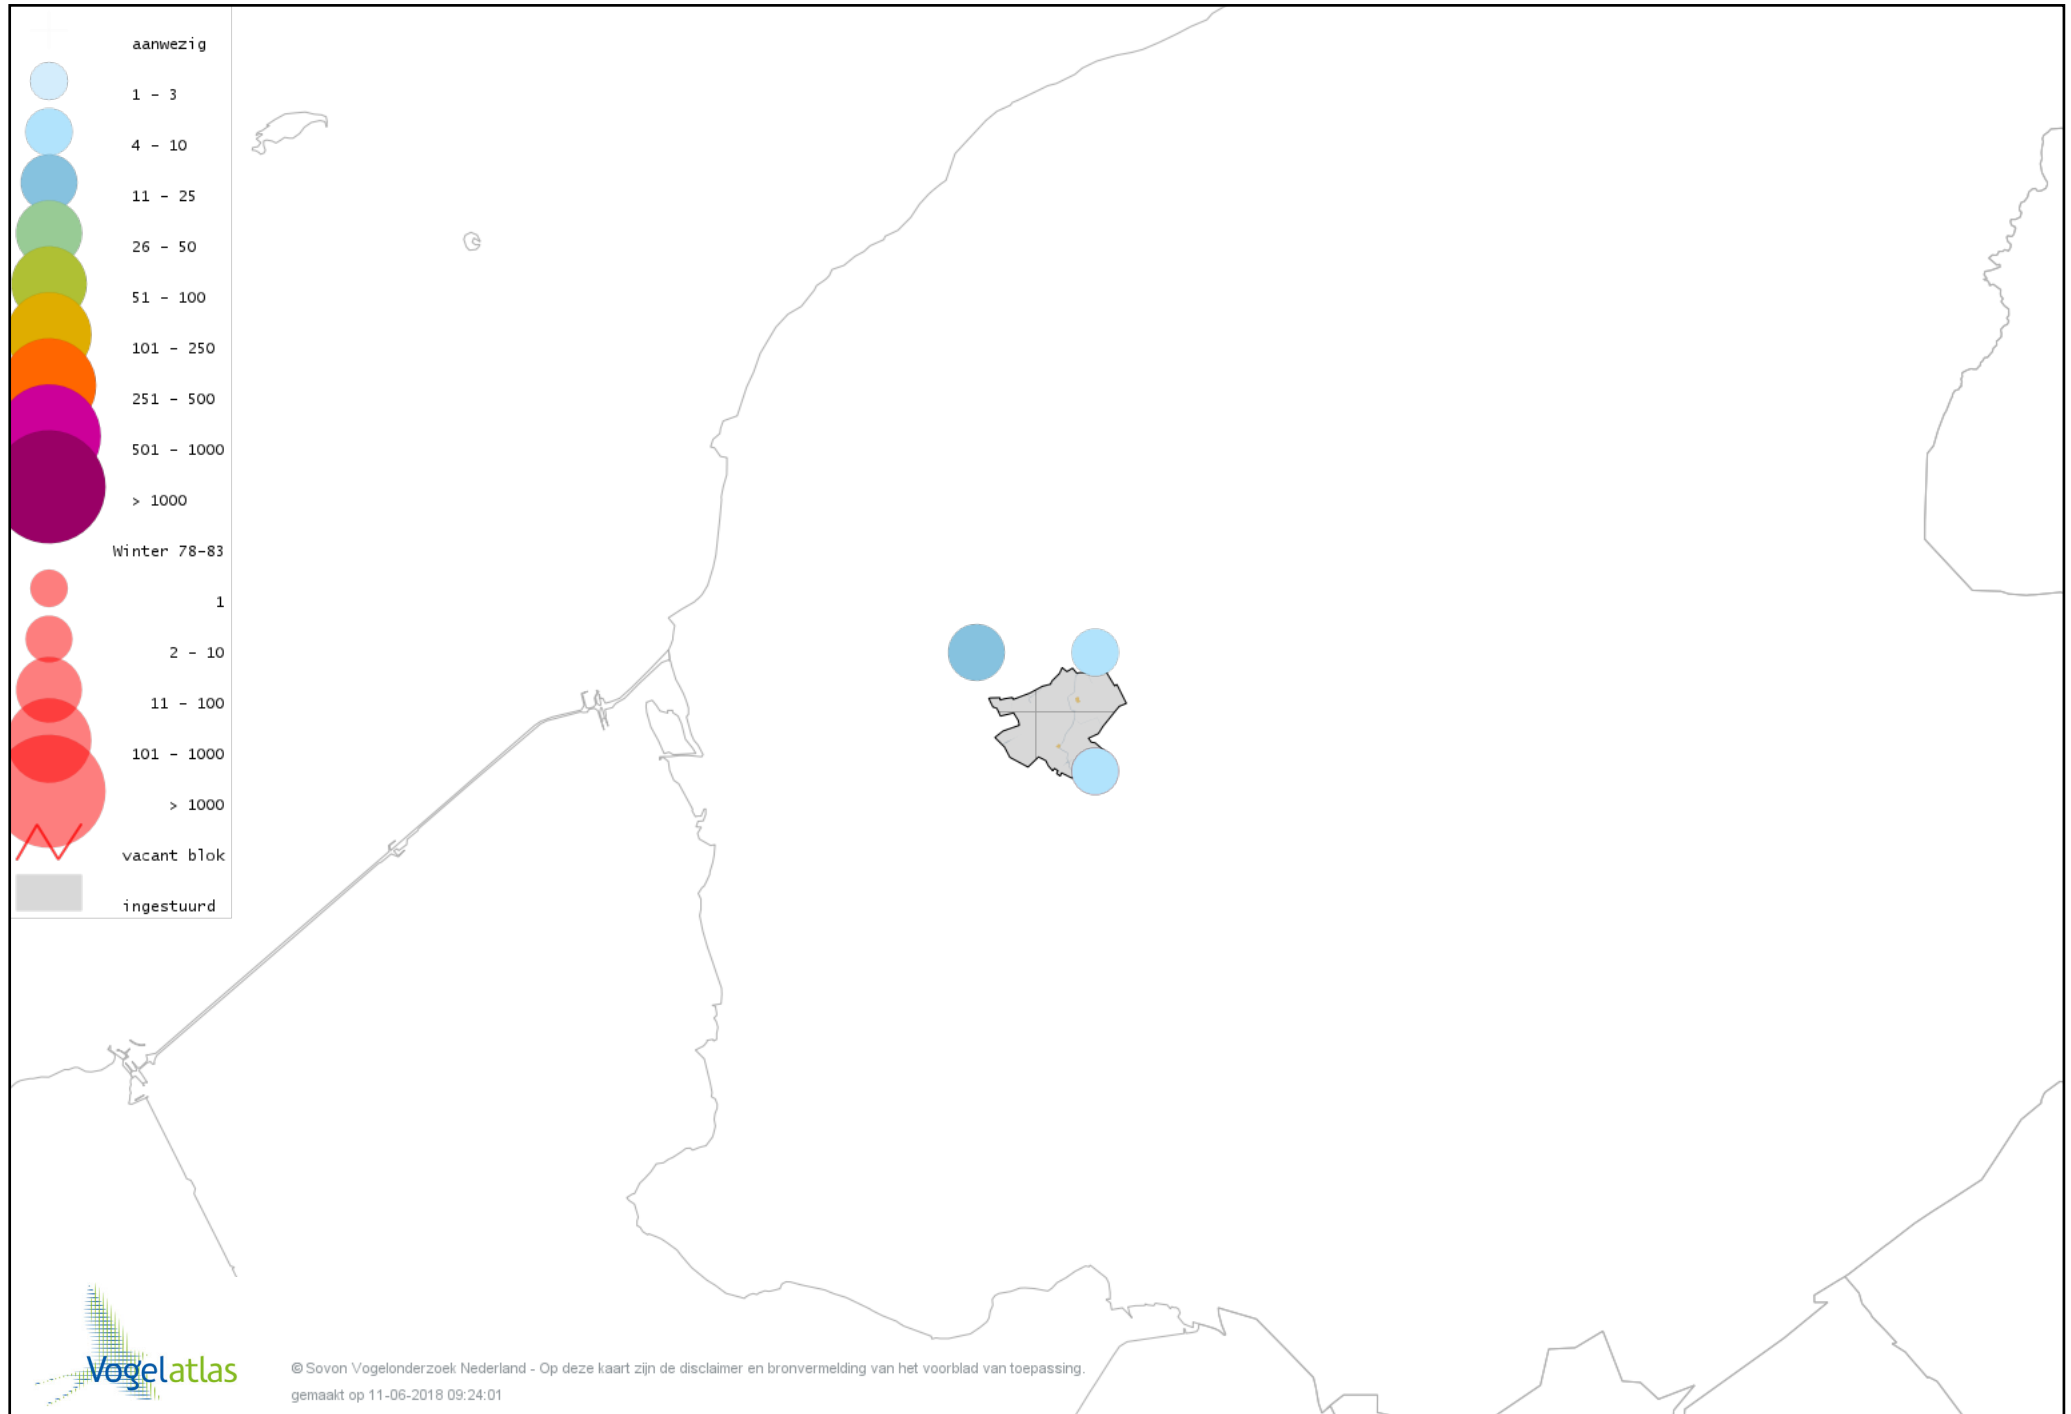 aanwezig
1 - 3
4 - 10
11 - 25
26 - 50
51 - 100
101 - 250
251 - 500
501 - 1000
> 1000
Winter 78-83
1
2 - 10
11 - 100
101 - 1000
> 1000
vacant blok
ingestuurd
Vogelatlas
© Sovon Vogelonderzoek Nederland - Op deze kaart zijn de disclaimer en bronvermelding van het voorblad van toepassing.
gemaakt op 11-06-2018 09:24:01